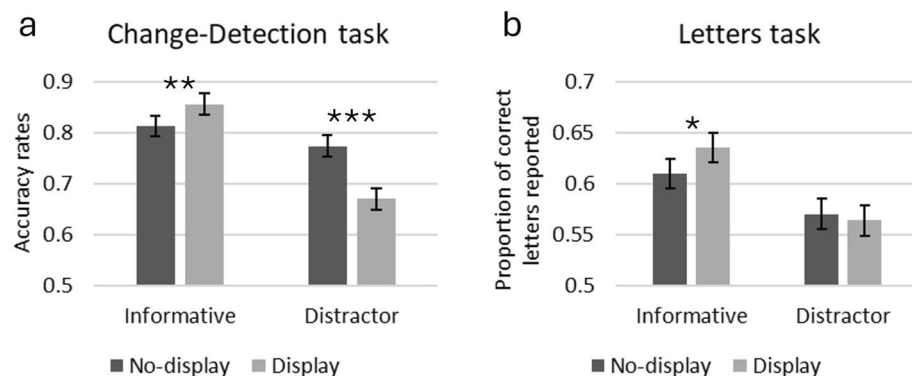 a
Change-Detection task
Accuracy rates
0.9
0.8
0.7
0.6
0.5
**
***
Informative
Distractor
No-display
Display
b
Letters task
Proportion of correct
letters reported
0.7
0.65
0.6
0.55
0.5
*
Informative
Distractor
No-display
Display